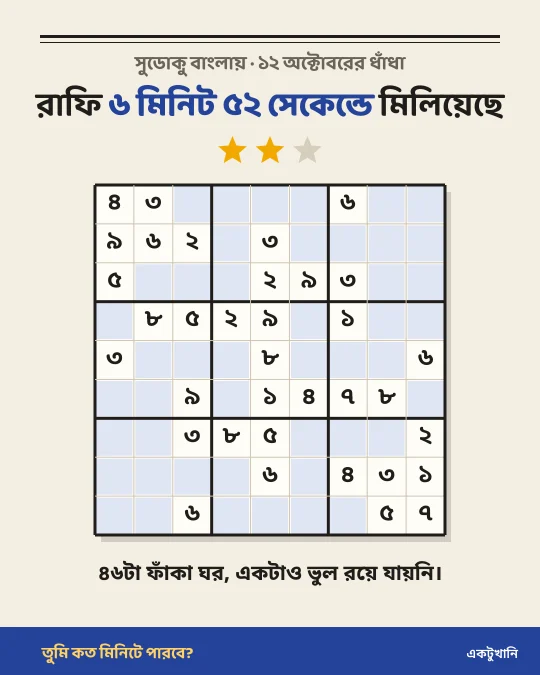 সুডোকু বাংলায় · ১২ অক্টোবরের ধাঁধা
রাফি ৬ মিনিট ৫২ সেকেন্ডে মিলিয়েছে
৪ ৩ ৬
৯ ৬ ২ ৩
৫ ২ ৯ ৩
৮ ৫ ২ ৯ ১
৩ ৮ ৬
৯ ১ ৪ ৭ ৮
৩ ৮ ৫ ২
৬ ৪ ৩ ১
৬ ৫ ৭
৪৬টা ফাঁকা ঘর, একটাও ভুল রয়ে যায়নি।
তুমি কত মিনিটে পারবে?
একটুখানি